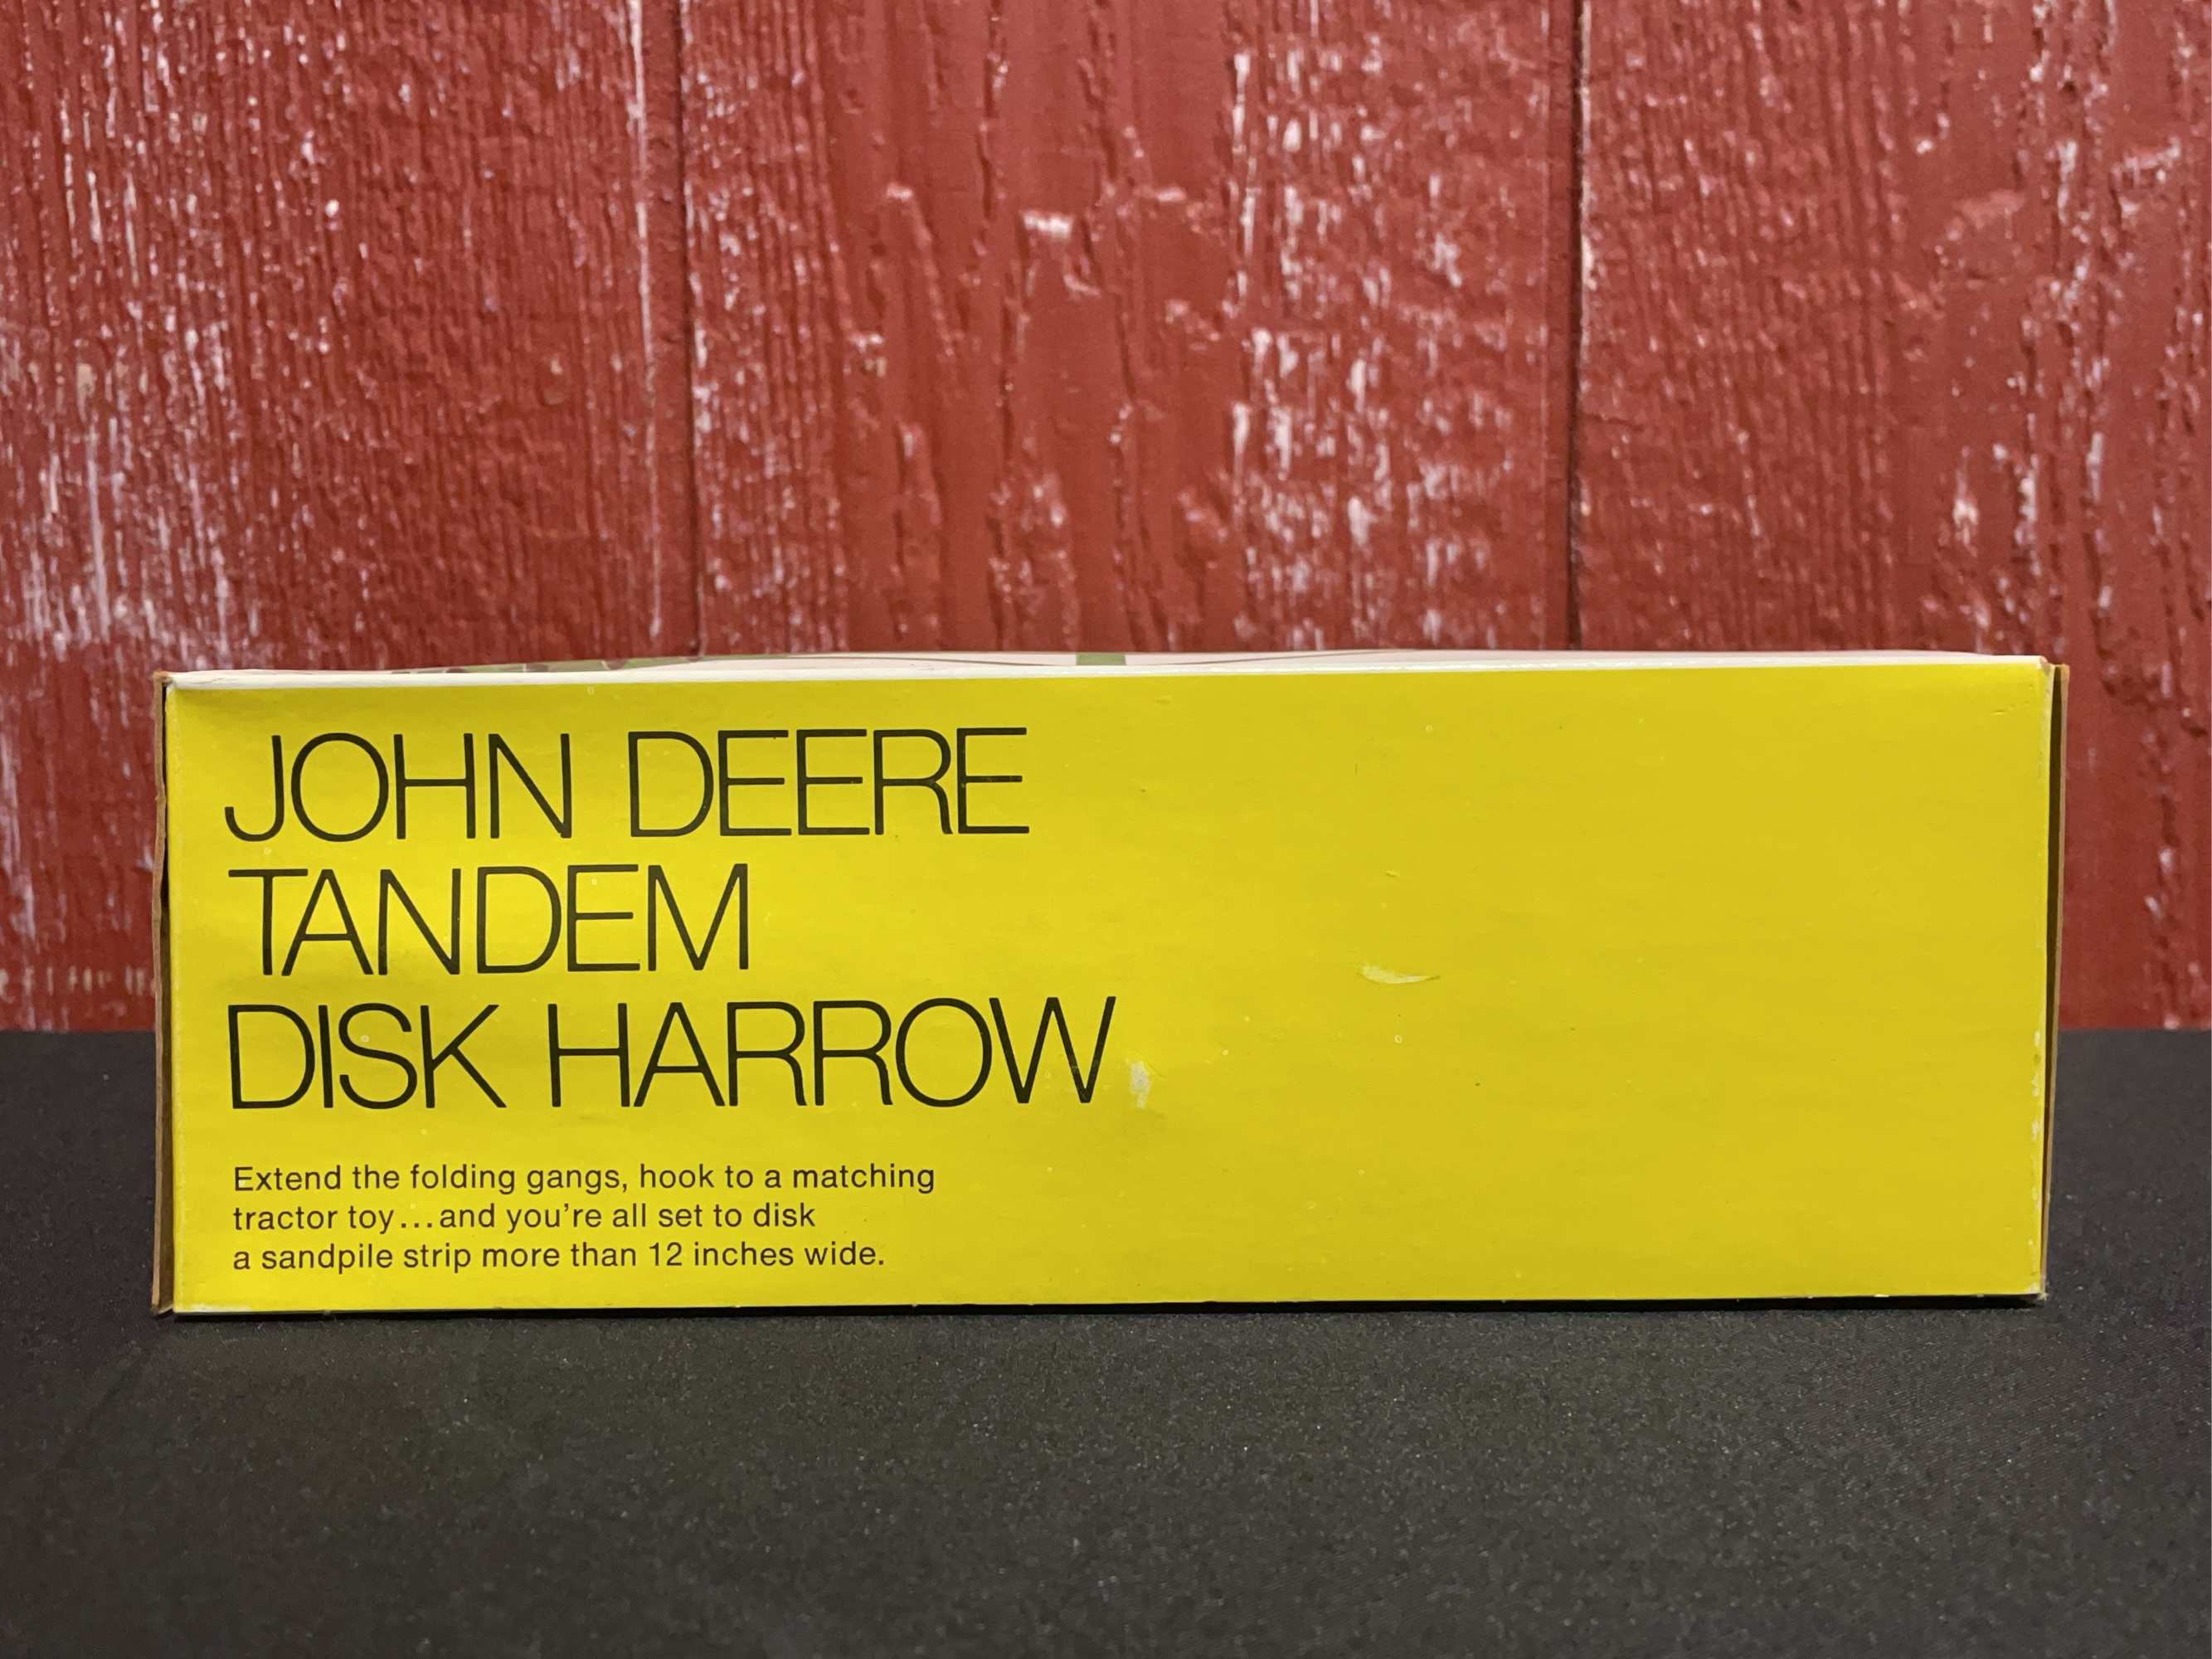 JOHN DEERE
TANDEM
DISK HARROW
Extend the folding gangs, hook to a matching
tractor toy...and you're all set to disk
a sandpile strip more than 12 inches wide.